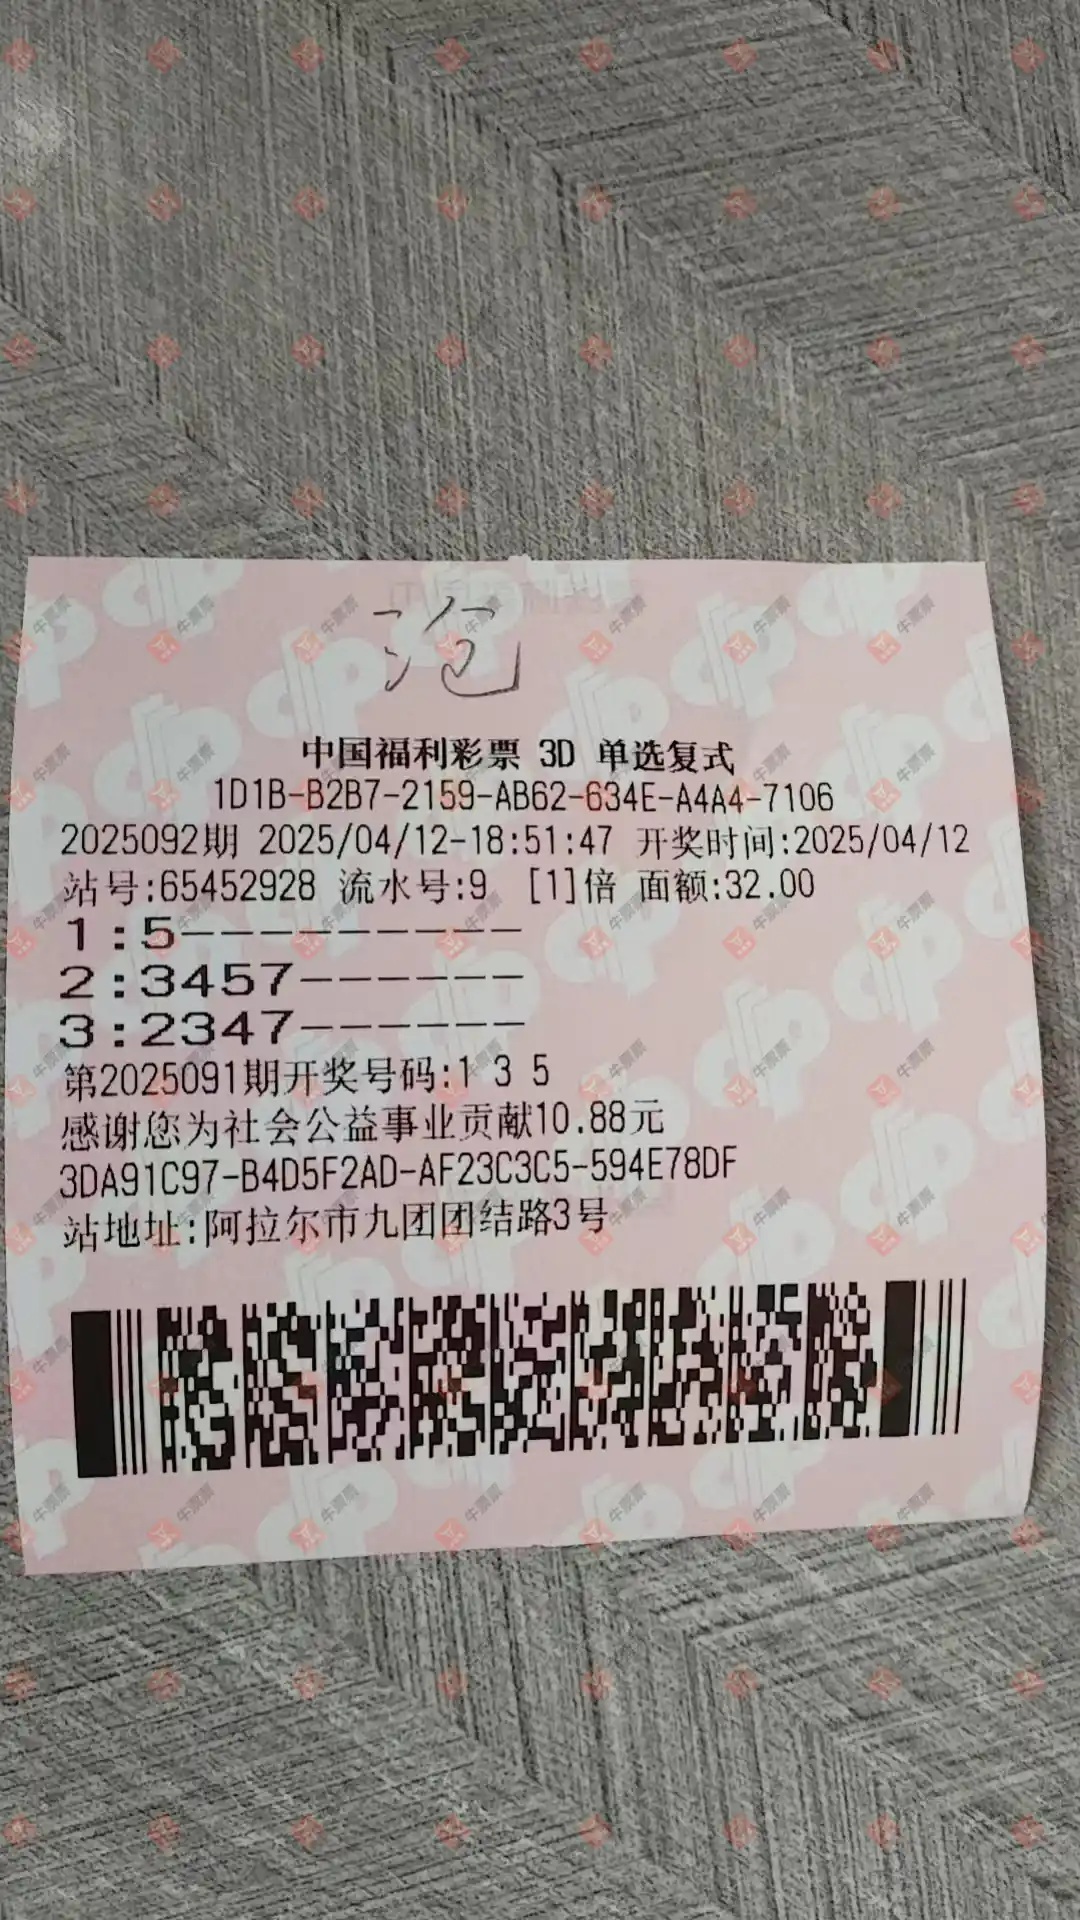 沧
中国福利彩票 3D 单选复式
1D1B-B2B7-2159-AB62-634E-A4A4-7106
2025092期 2025/04/12-18:51:47 开奖时间:2025/04/12
站号:65452928 流水号:9 [1]倍 面额:32.00
1:5---------
2:3457------
3:2347------
第2025091期开奖号码:1 3 5
感谢您为社会公益事业贡献10.88元
3DA91C97-B4D5F2AD-AF23C3C5-594E78DF
站地址:阿拉尔市九团团结路3号
牛票票